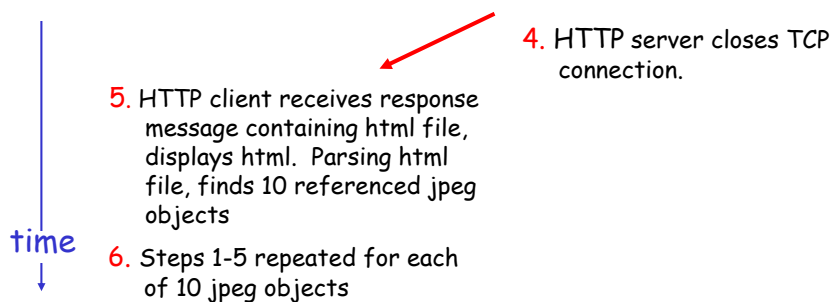 4. HTTP server closes TCP
connection.
5. HTTP client receives response
message containing html file,
displays html. Parsing html
file, finds 10 referenced jpeg
objects
time
6. Steps 1-5 repeated for each
of 10 jpeg objects